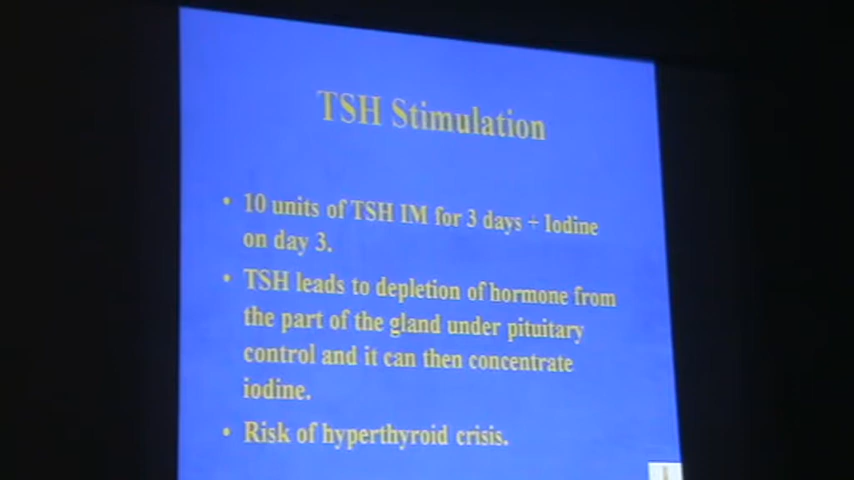 TSH Stimulation
• 10 units of TSH IM for 3 days + Iodine
on day 3.
• TSH leads to depletion of hormone from
the part of the gland under pituitary
control and it can then concentrate
iodine.
• Risk of hyperthyroid crisis.